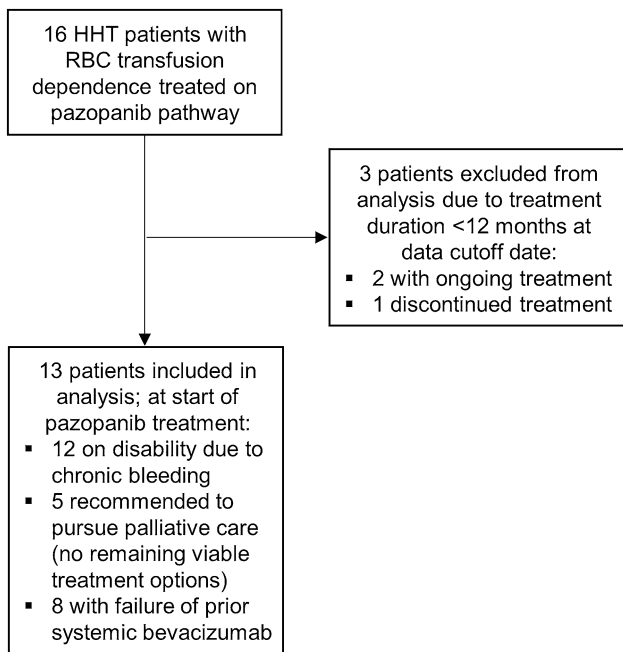 16 HHT patients with
RBC transfusion
dependence treated on
pazopanib pathway
3 patients excluded from
analysis due to treatment
duration <12 months at
data cutoff date:
▪ 2 with ongoing treatment
▪ 1 discontinued treatment
13 patients included in
analysis; at start of
pazopanib treatment:
▪ 12 on disability due to
chronic bleeding
▪ 5 recommended to
pursue palliative care
(no remaining viable
treatment options)
▪ 8 with failure of prior
systemic bevacizumab